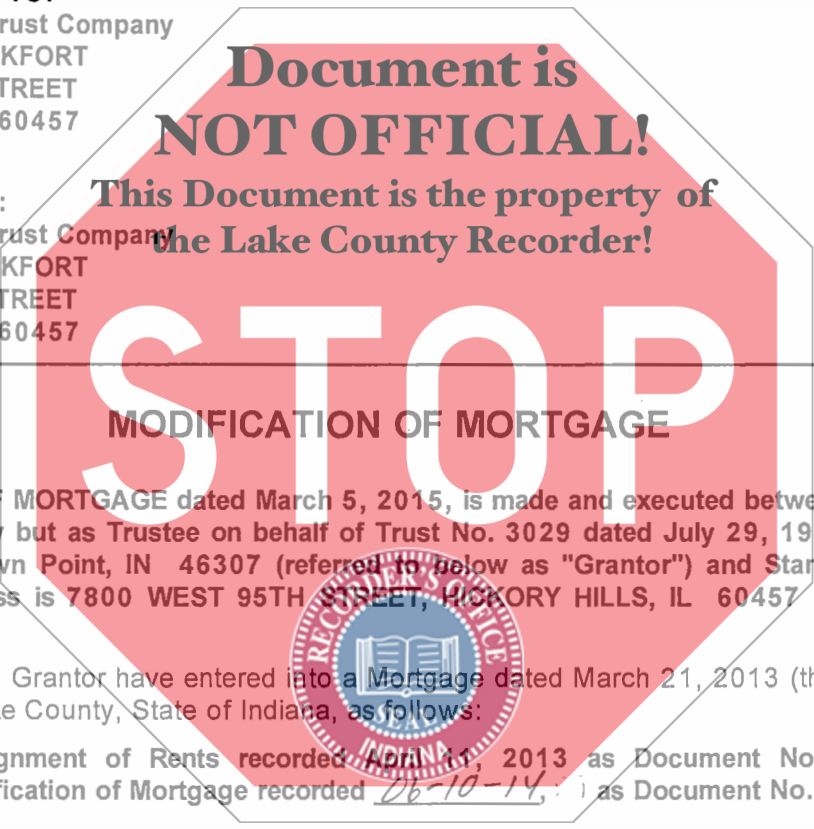 rust Company
KFORT
TREET
60457
Document is
NOT OFFICIAL!
This Document is the property of
the Lake County Recorder!
:
rust Company
KFORT
TREET
60457
STOP
MODIFICATION OF MORTGAGE
F MORTGAGE dated March 5, 2015, is made and executed betwe
y but as Trustee on behalf of Trust No. 3029 dated July 29, 19
vn Point, IN 46307 (referred to below as "Grantor") and Stan
ss is 7800 WEST 95TH STREET, HICKORY HILLS, IL 60457
RECORDER'S OFFICE
SEAL
INDIANA
Grantor have entered into a Mortgage dated March 21, 2013 (th
e County, State of Indiana, as follows:
gnment of Rents recorded April 11, 2013 as Document No
fication of Mortgage recorded 06-10-14, as Document No.